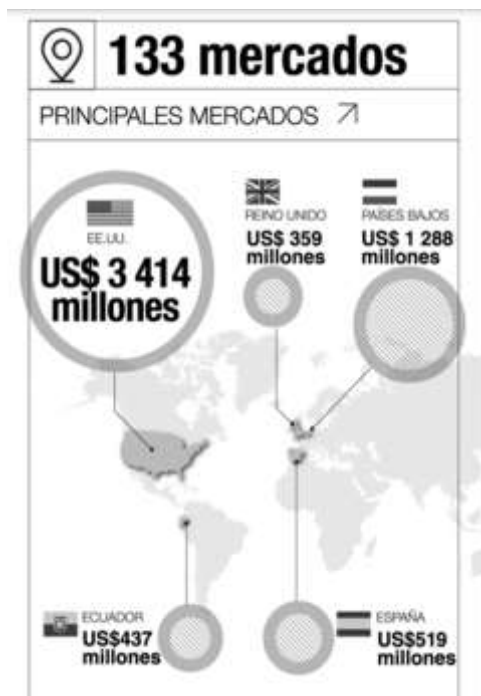 133 mercados
PRINCIPALES MERCADOS
EE.UU.
US$ 3 414
millones
REINO UNIDO
US$ 359
millones
PAÍSES BAJOS
US$ 1 288
millones
ECUADOR
US$437
millones
ESPAÑA
US$519
millones